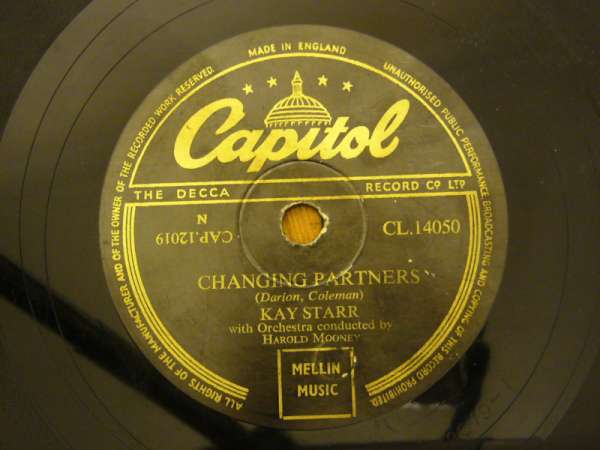 MADE IN ENGLAND
ALL RIGHTS OF THE MANUFACTURER AND OF THE OWNER OF THE RECORDED WORK RESERVED.
UNAUTHORISED PUBLIC PERFORMANCE BROADCASTING AND COPYING OF THIS RECORD PROHIBITED.
Capitol
THE DECCA RECORD CO LTD
N
CAP.12019
CL.14050
CHANGING PARTNERS
(Darion, Coleman)
KAY STARR
with Orchestra conducted by
HAROLD MOONEY
MELLIN
MUSIC